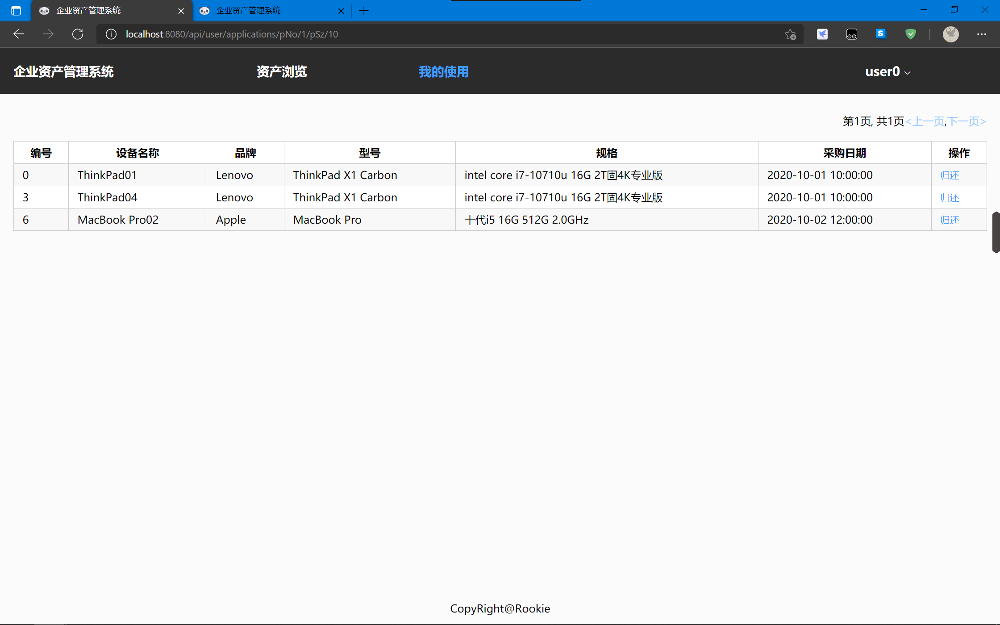 企业资产管理系统
企业资产管理系统
localhost:8080/api/user/applications/pNo/1/pSz/10
企业资产管理系统 资产浏览 我的使用 user0
第1页, 共1页<上一页,下一页>
编号 设备名称 品牌 型号 规格 采购日期 操作
0 ThinkPad01 Lenovo ThinkPad X1 Carbon intel core i7-10710u 16G 2T固4K专业版 2020-10-01 10:00:00 归还
3 ThinkPad04 Lenovo ThinkPad X1 Carbon intel core i7-10710u 16G 2T固4K专业版 2020-10-01 10:00:00 归还
6 MacBook Pro02 Apple MacBook Pro 十代i5 16G 512G 2.0GHz 2020-10-02 12:00:00 归还
CopyRight@Rookie